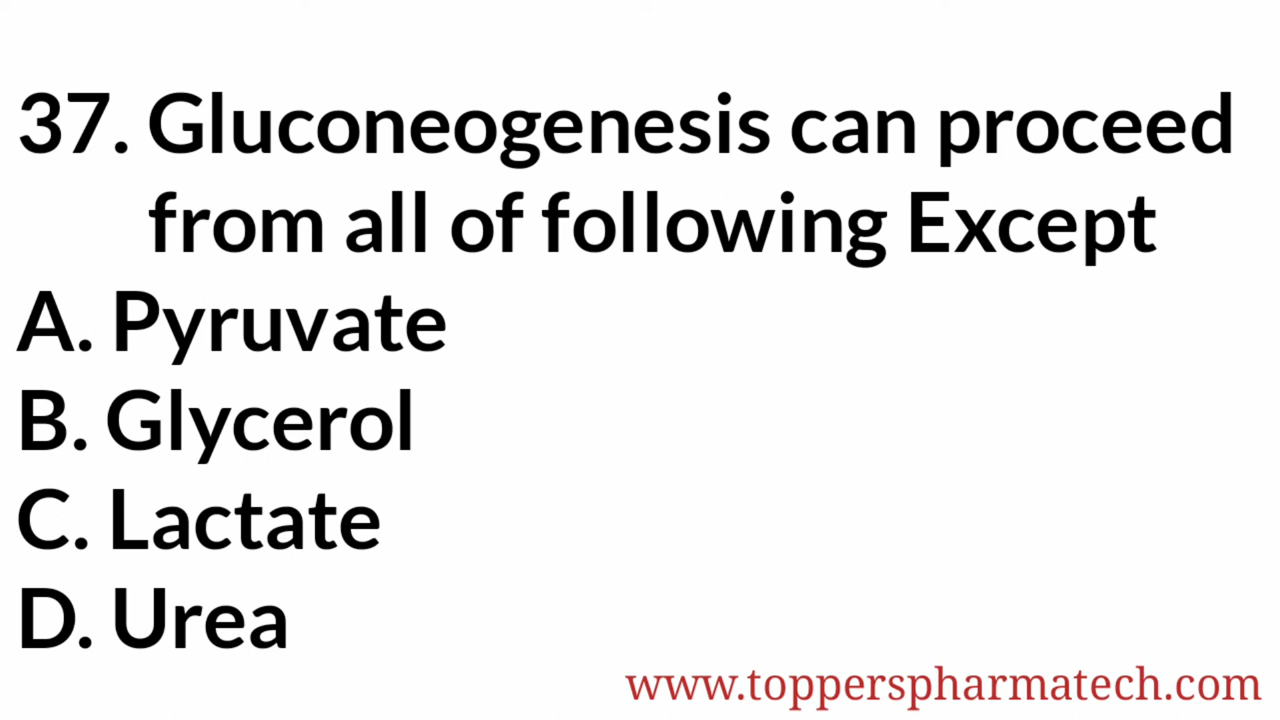 37. Gluconeogenesis can proceed
from all of following Except
A. Pyruvate
B. Glycerol
C. Lactate
D. Urea
www.topperspharmatech.com